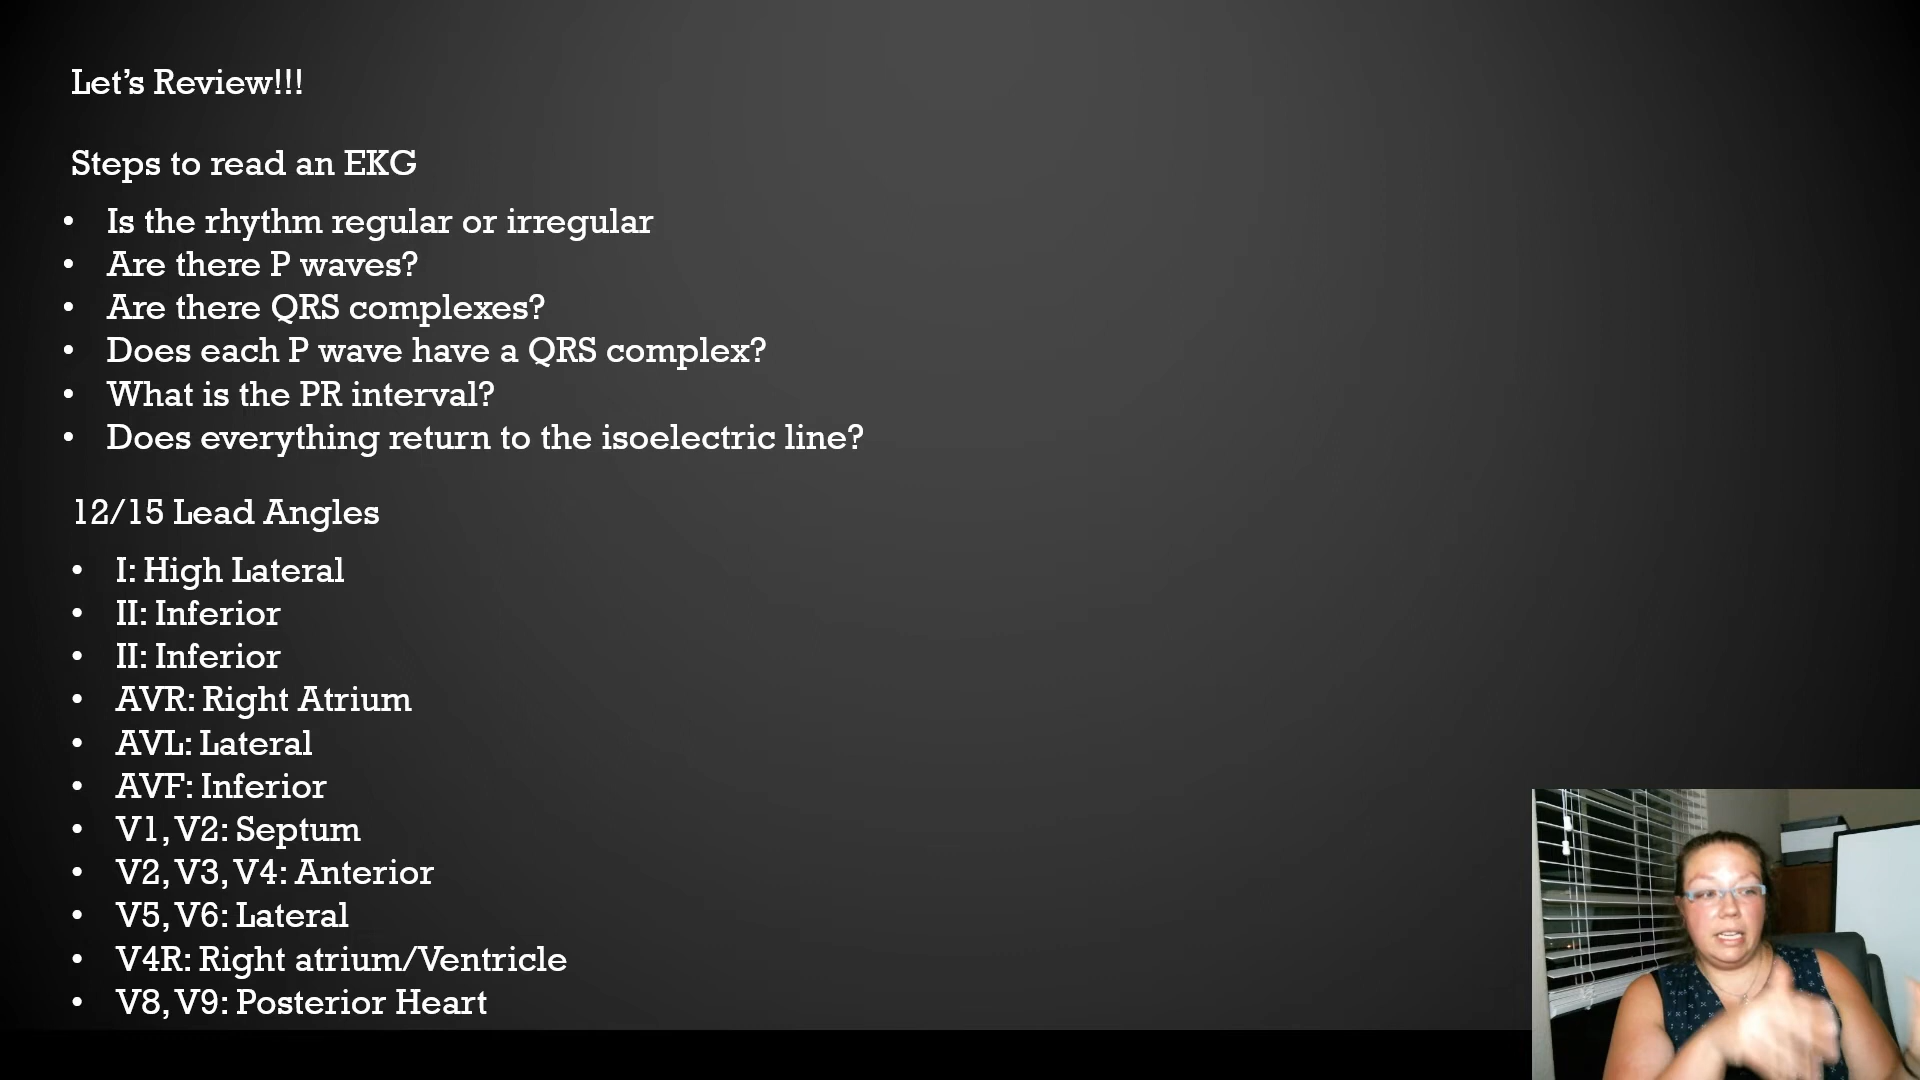 Let's Review!!!
Steps to read an EKG
• Is the rhythm regular or irregular
• Are there P waves?
• Are there QRS complexes?
• Does each P wave have a QRS complex?
• What is the PR interval?
• Does everything return to the isoelectric line?
12/15 Lead Angles
• I: High Lateral
• II: Inferior
• II: Inferior
• AVR: Right Atrium
• AVL: Lateral
• AVF: Inferior
• V1, V2: Septum
• V2, V3, V4: Anterior
• V5, V6: Lateral
• V4R: Right atrium/Ventricle
• V8, V9: Posterior Heart